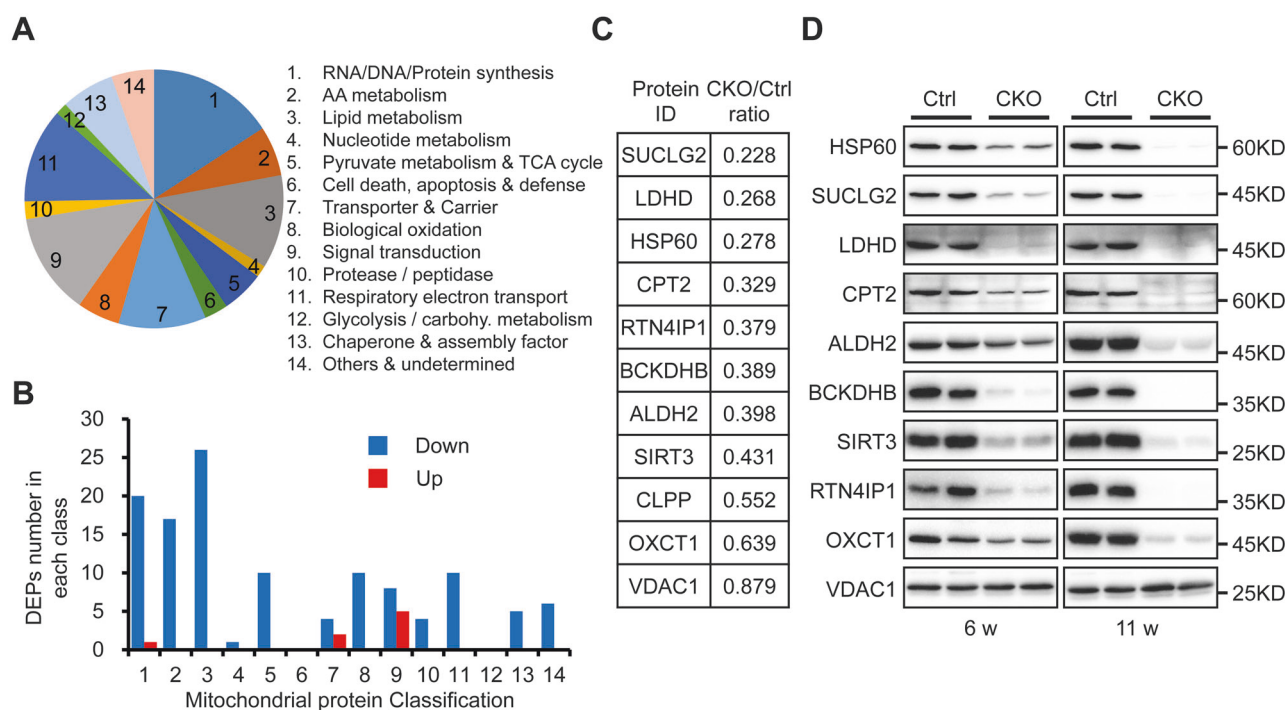 A
1
2
3
4
5
6
7
8
9
10
11
12
13
14
1. RNA/DNA/Protein synthesis
2. AA metabolism
3. Lipid metabolism
4. Nucleotide metabolism
5. Pyruvate metabolism & TCA cycle
6. Cell death, apoptosis & defense
7. Transporter & Carrier
8. Biological oxidation
9. Signal transduction
10. Protease / peptidase
11. Respiratory electron transport
12. Glycolysis / carbohy. metabolism
13. Chaperone & assembly factor
14. Others & undetermined
B
DEPs number in
each class
30
25
20
15
10
5
0
Down
Up
1 2 3 4 5 6 7 8 9 10 11 12 13 14
Mitochondrial protein Classification
C
Protein ID CKO/Ctrl ratio
SUCLG2 0.228
LDHD 0.268
HSP60 0.278
CPT2 0.329
RTN4IP1 0.379
BCKDHB 0.389
ALDH2 0.398
SIRT3 0.431
CLPP 0.552
OXCT1 0.639
VDAC1 0.879
D
Ctrl CKO Ctrl CKO
HSP60 60KD
SUCLG2 45KD
LDHD 45KD
CPT2 60KD
ALDH2 45KD
BCKDHB 35KD
SIRT3 25KD
RTN4IP1 35KD
OXCT1 45KD
VDAC1 25KD
6 w 11 w